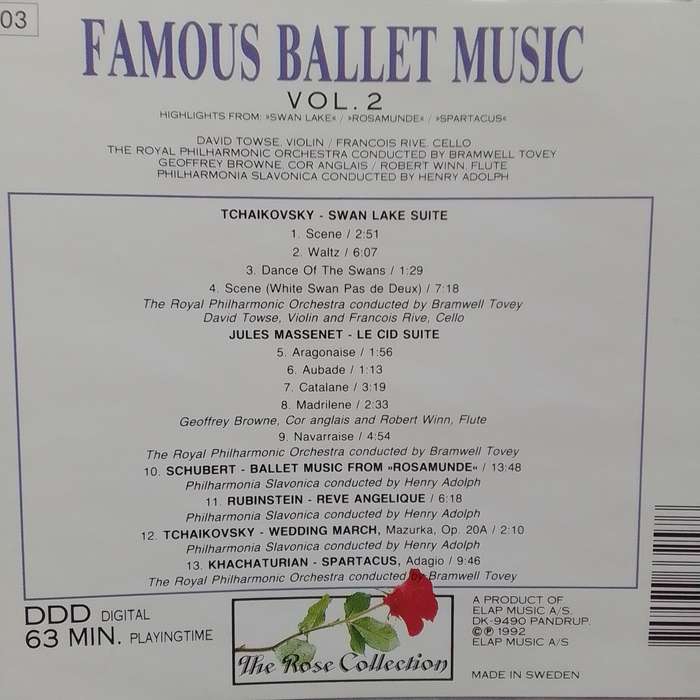 03
FAMOUS BALLET MUSIC
VOL. 2
HIGHLIGHTS FROM: »SWAN LAKE« / »ROSAMUNDE« / »SPARTACUS«
DAVID TOWSE, VIOLIN / FRANCOIS RIVE, CELLO
THE ROYAL PHILHARMONIC ORCHESTRA CONDUCTED BY BRAMWELL TOVEY
GEOFFREY BROWNE, COR ANGLAIS / ROBERT WINN, FLUTE
PHILHARMONIA SLAVONICA CONDUCTED BY HENRY ADOLPH
TCHAIKOVSKY - SWAN LAKE SUITE
1. Scene / 2:51
2. Waltz / 6:07
3. Dance Of The Swans / 1:29
4. Scene (White Swan Pas de Deux) / 7:18
The Royal Philharmonic Orchestra conducted by Bramwell Tovey
David Towse, Violin and Francois Rive, Cello
JULES MASSENET - LE CID SUITE
5. Aragonaise / 1:56
6. Aubade / 1:13
7. Catalane / 3:19
8. Madrilene / 2:33
Geoffrey Browne, Cor anglais and Robert Winn, Flute
9. Navarraise / 4:54
The Royal Philharmonic Orchestra conducted by Bramwell Tovey
10. SCHUBERT - BALLET MUSIC FROM »ROSAMUNDE« / 13:48
Philharmonia Slavonica conducted by Henry Adolph
11. RUBINSTEIN - REVE ANGELIQUE / 6:18
Philharmonia Slavonica conducted by Henry Adolph
12. TCHAIKOVSKY - WEDDING MARCH, Mazurka, Op. 20A / 2:10
Philharmonia Slavonica conducted by Henry Adolph
13. KHACHATURIAN - SPARTACUS, Adagio / 9:46
The Royal Philharmonic Orchestra conducted by Bramwell Tovey
DDD DIGITAL
63 MIN. PLAYINGTIME
The Rose Collection
A PRODUCT OF
ELAP MUSIC A/S.
DK-9490 PANDRUP.
©℗ 1992
ELAP MUSIC A/S
MADE IN SWEDEN